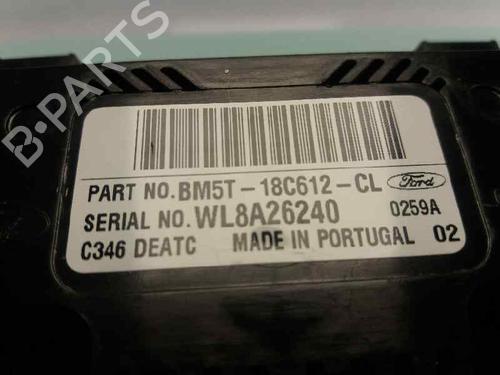 B-PARTS
PART NO. BM5T-18C612-CL Ford
SERIAL NO. WL8A26240 0259A
C346 DEATC MADE IN PORTUGAL 02